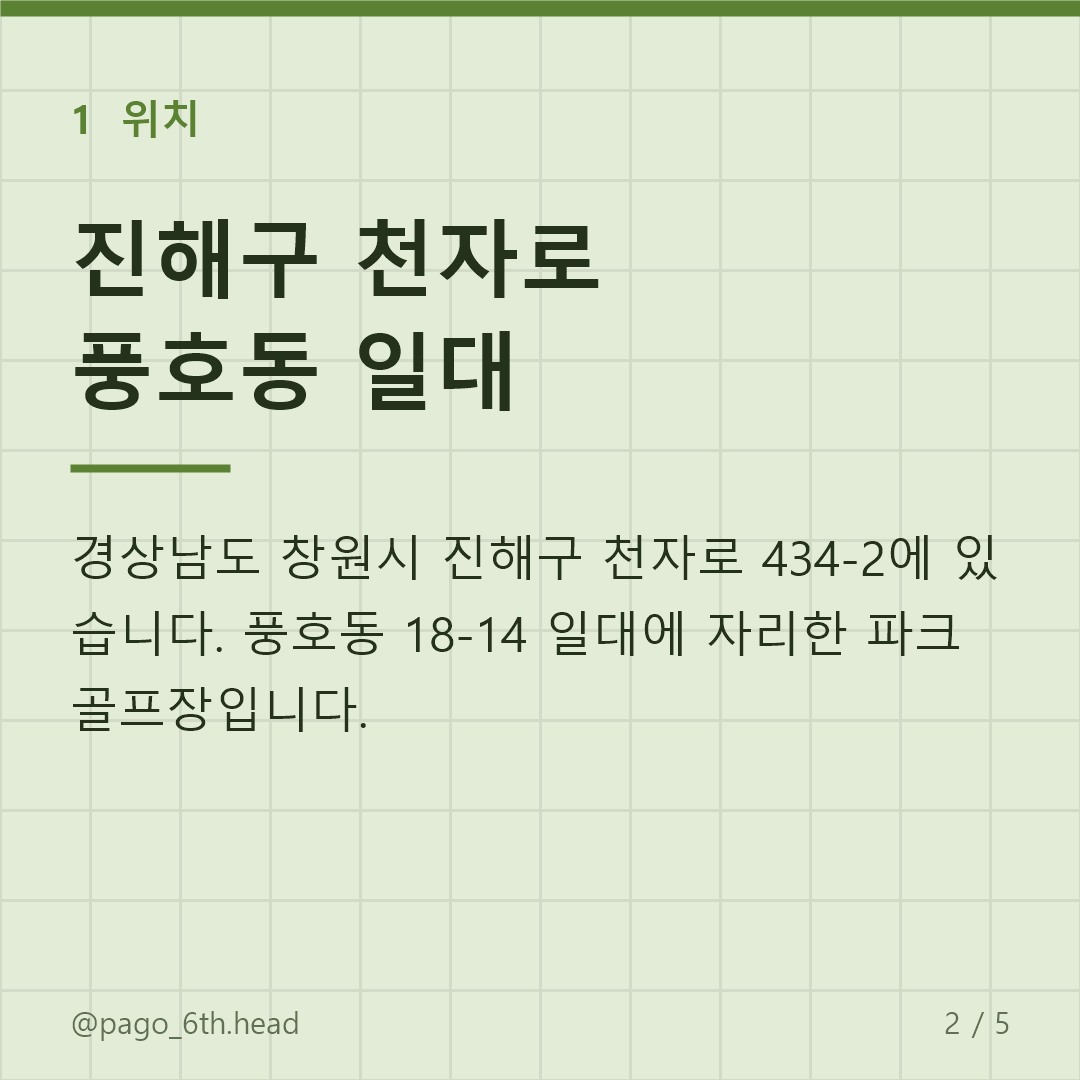 1 위치
진해구 천자로
풍호동 일대
경상남도 창원시 진해구 천자로 434-2에 있
습니다. 풍호동 18-14 일대에 자리한 파크
골프장입니다.
@pago_6th.head
2 / 5